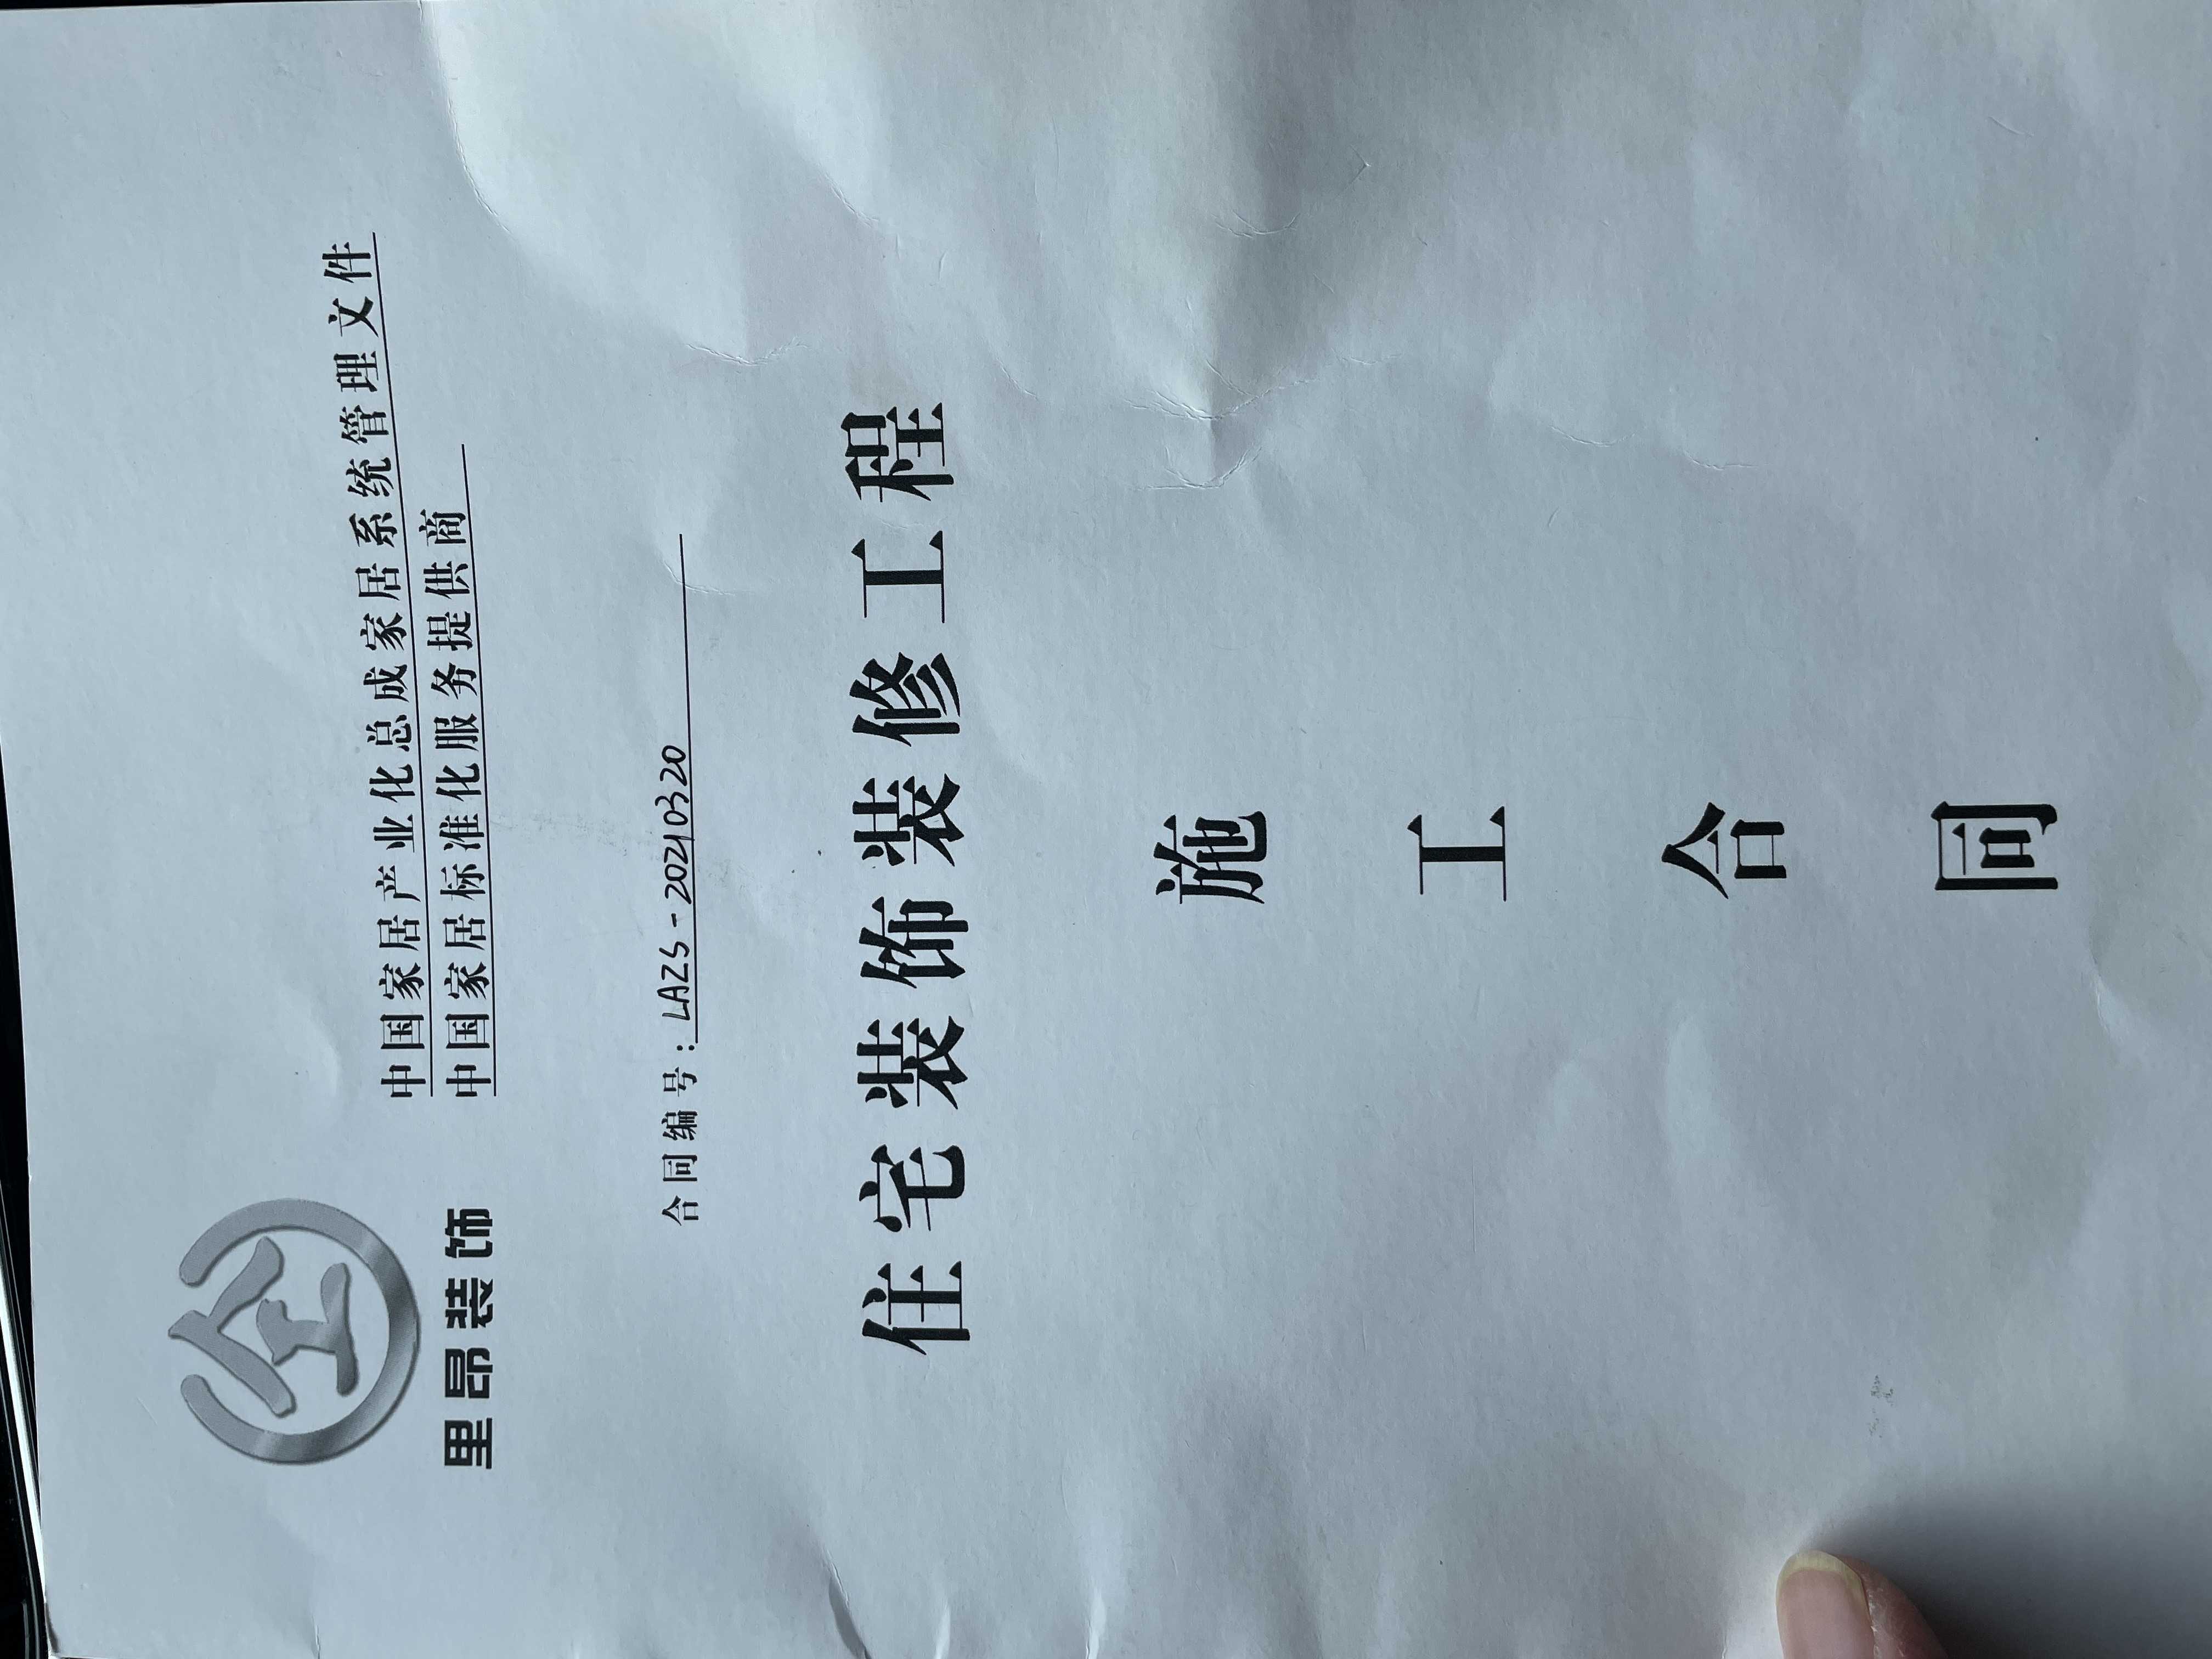 里昂装饰
中国家居产业化总成家居系统管理文件
中国家居标准化服务提供商
合同编号:LAZS-20210320
住宅装饰装修工程
施
工
合
同